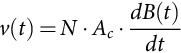 v(t) = N · A_c · dB(t)/dt